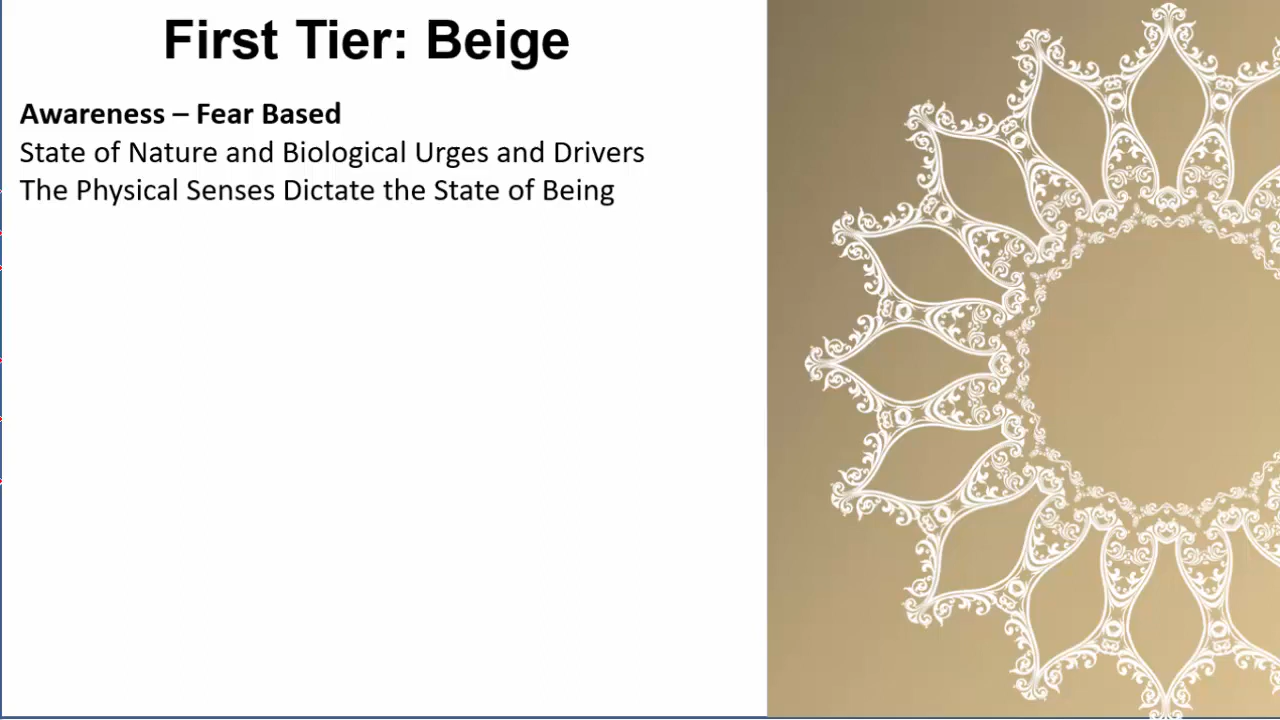 First Tier: Beige
Awareness – Fear Based
State of Nature and Biological Urges and Drivers
The Physical Senses Dictate the State of Being